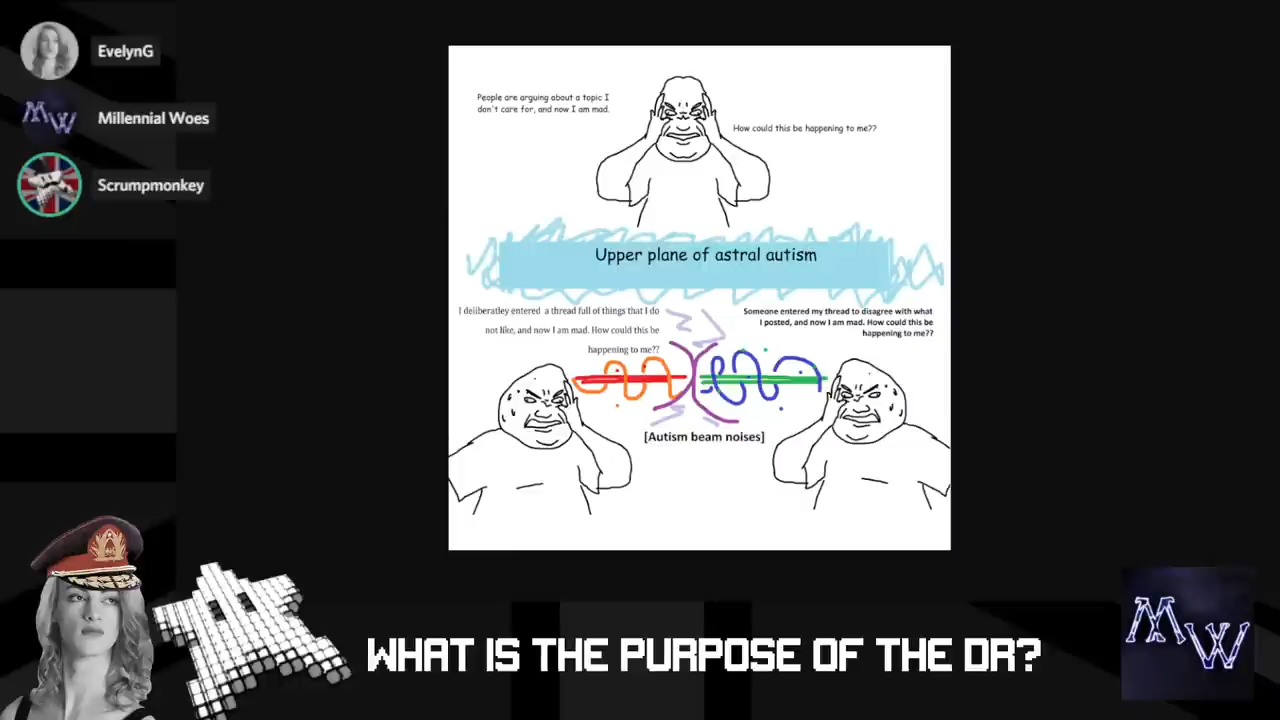 EvelynG
Millennial Woes
Scrumpmonkey
People are arguing about a topic I
don't care for, and now I am mad.
How could this be happening to me??
Upper plane of astral autism
I deliberatley entered a thread full of things that I do
not like, and now I am mad. How could this be
happening to me??
Someone entered my thread to disagree with what
I posted, and now I am mad. How could this be
happening to me??
[Autism beam noises]
WHAT IS THE PURPOSE OF THE DR?
MW
MW